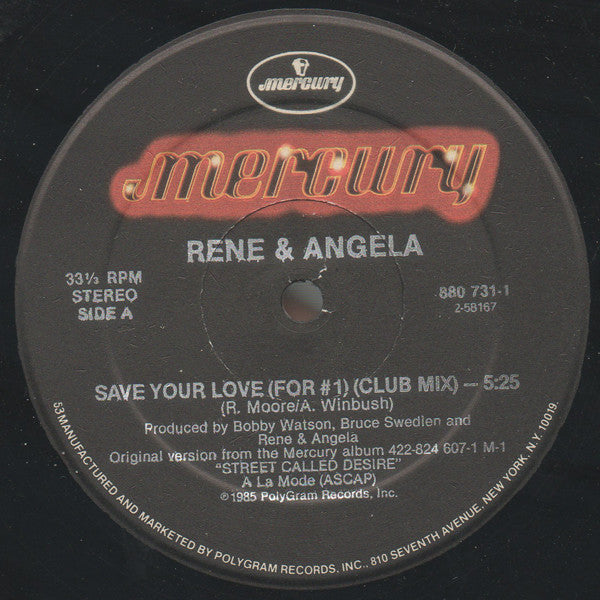 mercury
mercury
RENE & ANGELA
33⅓ RPM
STEREO
SIDE A
880 731-1
2-58167
SAVE YOUR LOVE (FOR #1) (CLUB MIX) — 5:25
(R. Moore/A. Winbush)
Produced by Bobby Watson, Bruce Swedien and
Rene & Angela
Original version from the Mercury album 422-824 607-1 M-1
"STREET CALLED DESIRE"
A La Mode (ASCAP)
℗1985 PolyGram Records, Inc.
53 MANUFACTURED AND MARKETED BY POLYGRAM RECORDS, INC., 810 SEVENTH AVENUE, NEW YORK, N.Y. 10019.